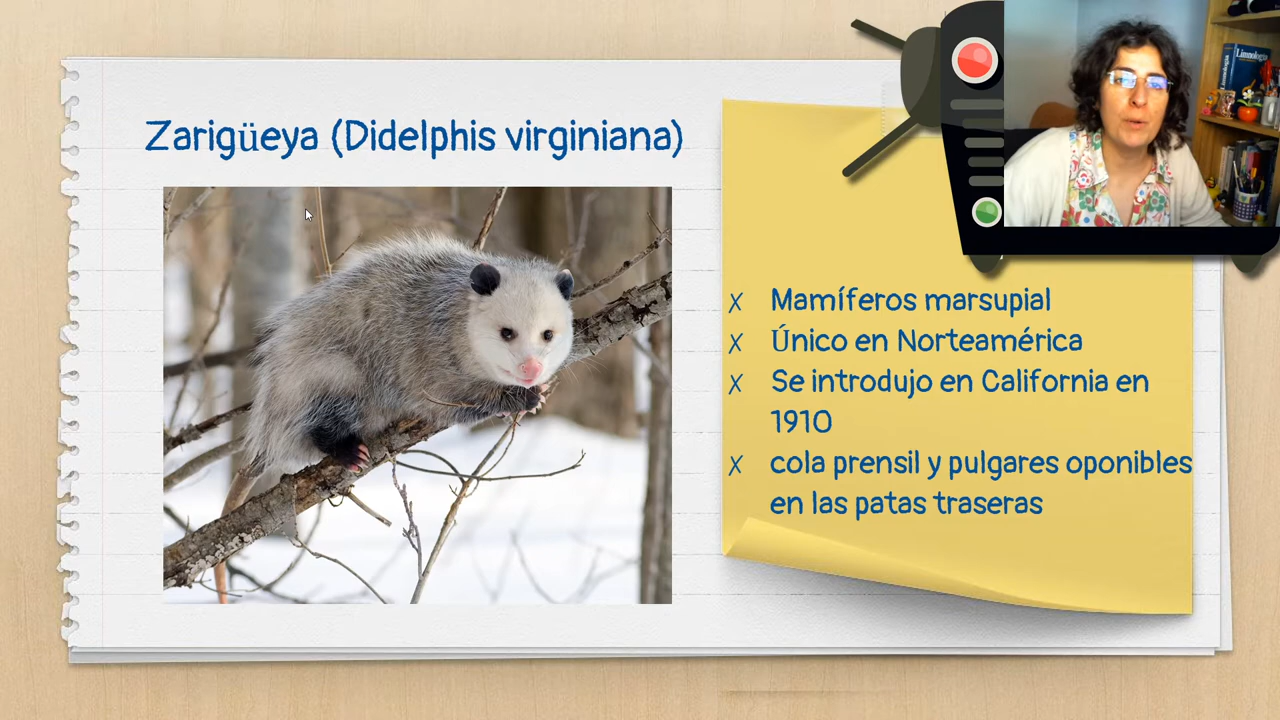 Zarigüeya (Didelphis virginiana)
x Mamíferos marsupial
x Único en Norteamérica
x Se introdujo en California en
1910
x cola prensil y pulgares oponibles
en las patas traseras
Limnología